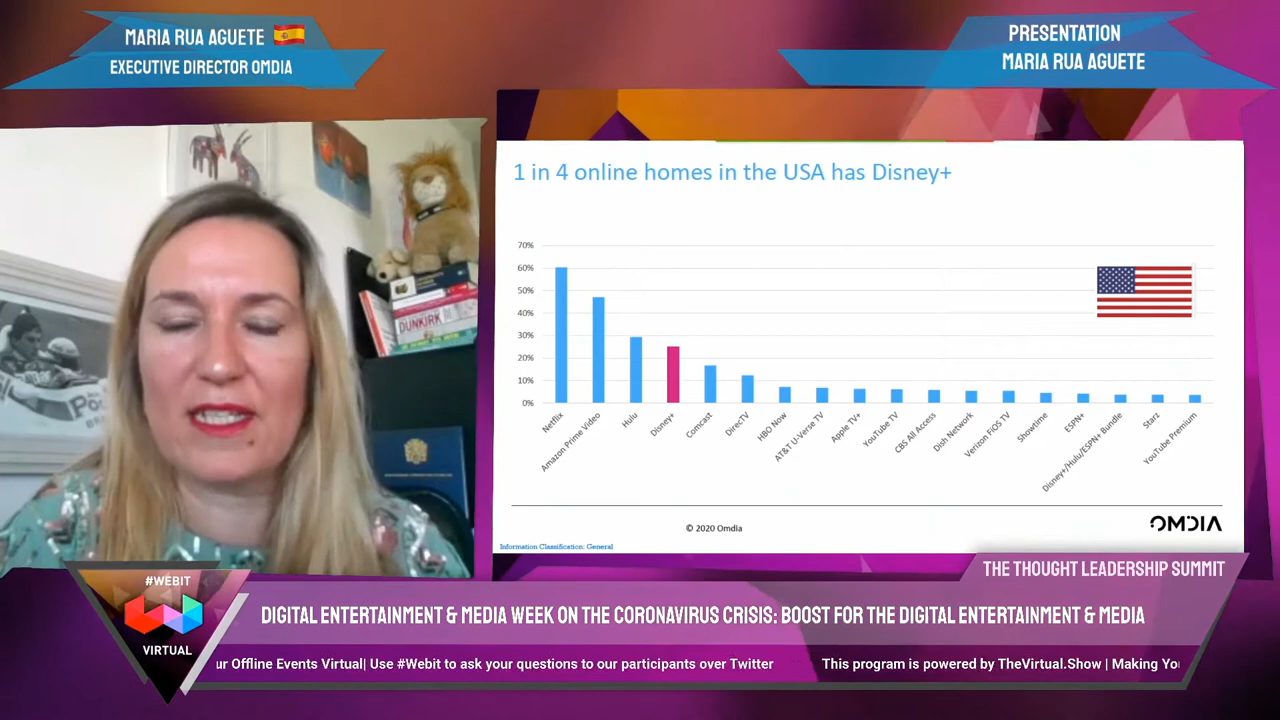 MARIA RUA AGUETE
EXECUTIVE DIRECTOR OMDIA
PRESENTATION
MARIA RUA AGUETE
DUNKIRK
1 in 4 online homes in the USA has Disney+
70%
60%
50%
40%
30%
20%
10%
0%
Netflix
Amazon Prime Video
Hulu
Disney+
Comcast
DirecTV
HBO Now
AT&T U-Verse TV
Apple TV+
YouTube TV
CBS All Access
Dish Network
Verizon FiOS TV
Showtime
ESPN+
Disney+/Hulu/ESPN+ Bundle
Starz
YouTube Premium
© 2020 Omdia
OMDIA
Information Classification: General
THE THOUGHT LEADERSHIP SUMMIT
#WEBIT
VIRTUAL
DIGITAL ENTERTAINMENT & MEDIA WEEK ON THE CORONAVIRUS CRISIS: BOOST FOR THE DIGITAL ENTERTAINMENT & MEDIA
ur Offline Events Virtual| Use #Webit to ask your questions to our participants over Twitter
This program is powered by TheVirtual.Show | Making Yo